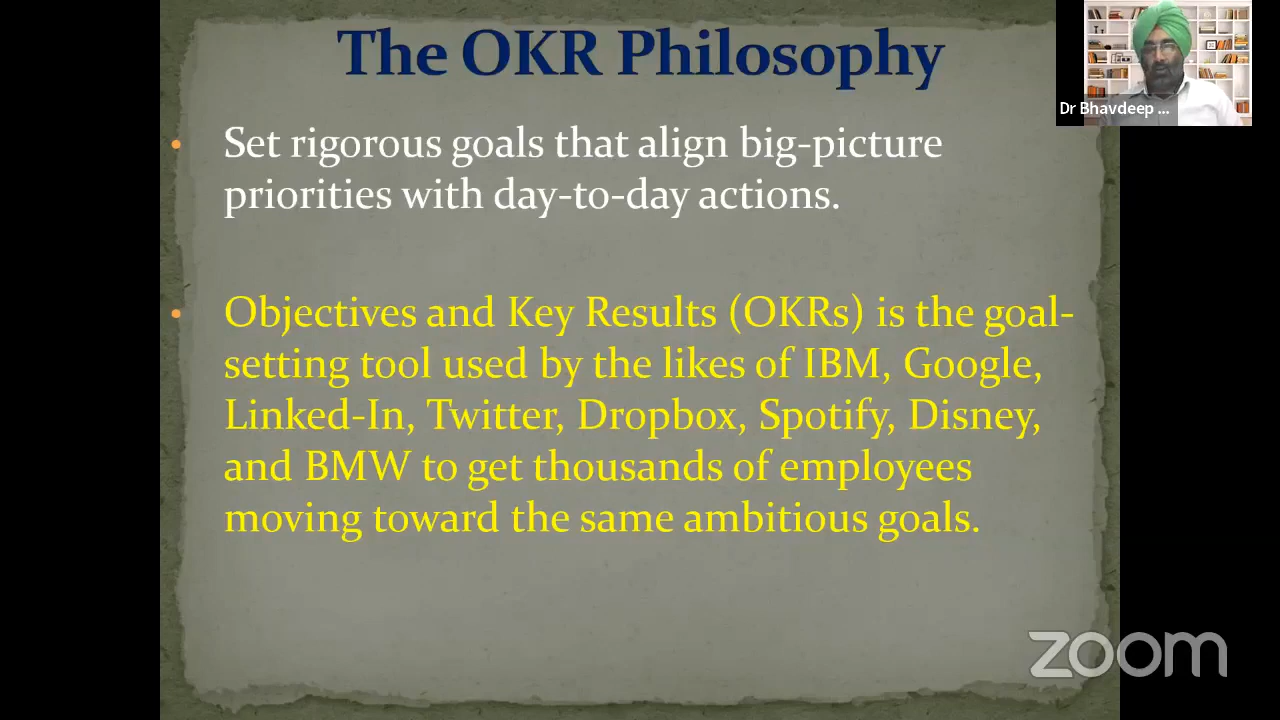 The OKR Philosophy
Dr Bhavdeep ...
• Set rigorous goals that align big-picture
priorities with day-to-day actions.
• Objectives and Key Results (OKRs) is the goal-
setting tool used by the likes of IBM, Google,
Linked-In, Twitter, Dropbox, Spotify, Disney,
and BMW to get thousands of employees
moving toward the same ambitious goals.
zoom